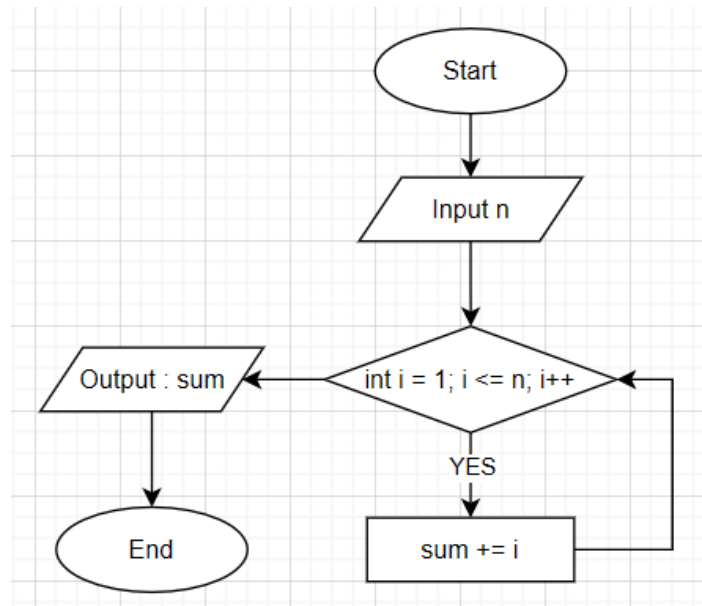 Start
Input n
int i = 1; i <= n; i++
Output : sum
YES
End
sum += i